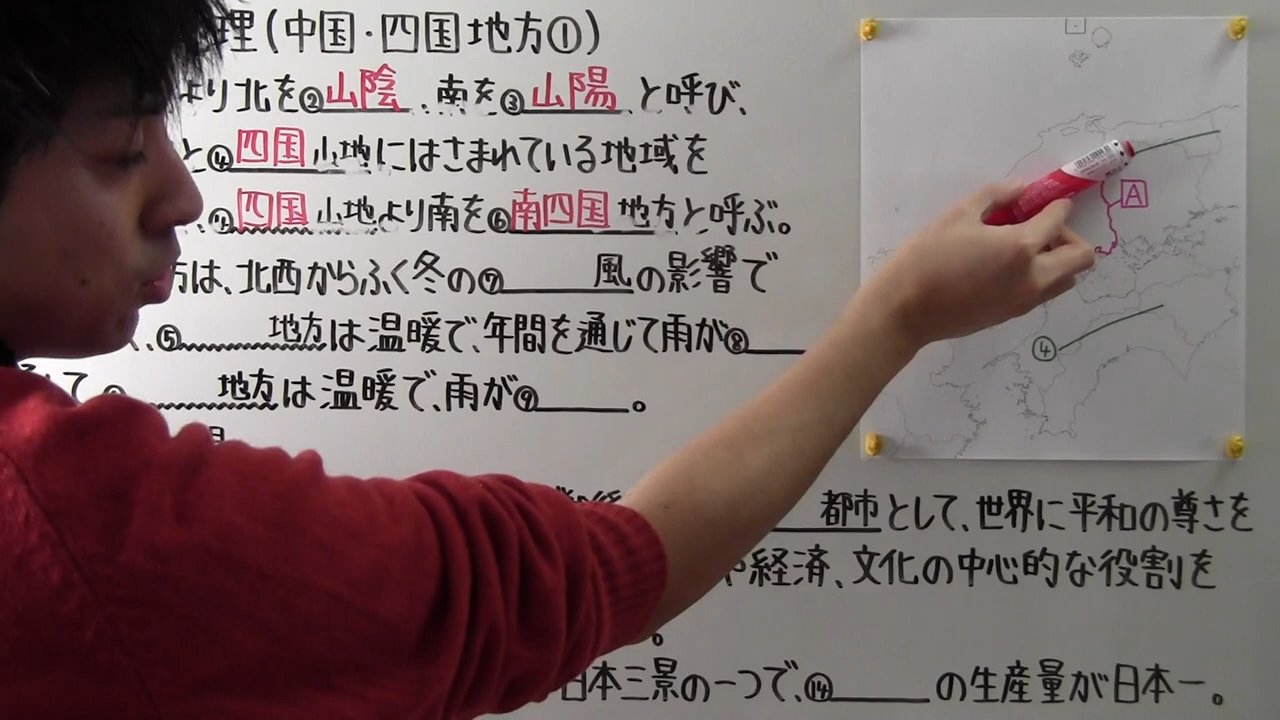 理(中国・四国地方①)
より北を②山陰、南を③山陽と呼び、
と④四国山地にはさまれている地域を
、④四国山地より南を⑥南四国地方と呼ぶ。
方は、北西からふく冬の⑦____風の影響で
、⑤____地方は温暖で、年間を通じて雨が⑧____
地方は温暖で、雨が⑨____。
都市として、世界に平和の尊さを
経済、文化の中心的な役割を
。
日本三景の一つで、⑭____の生産量が日本一。
A
④